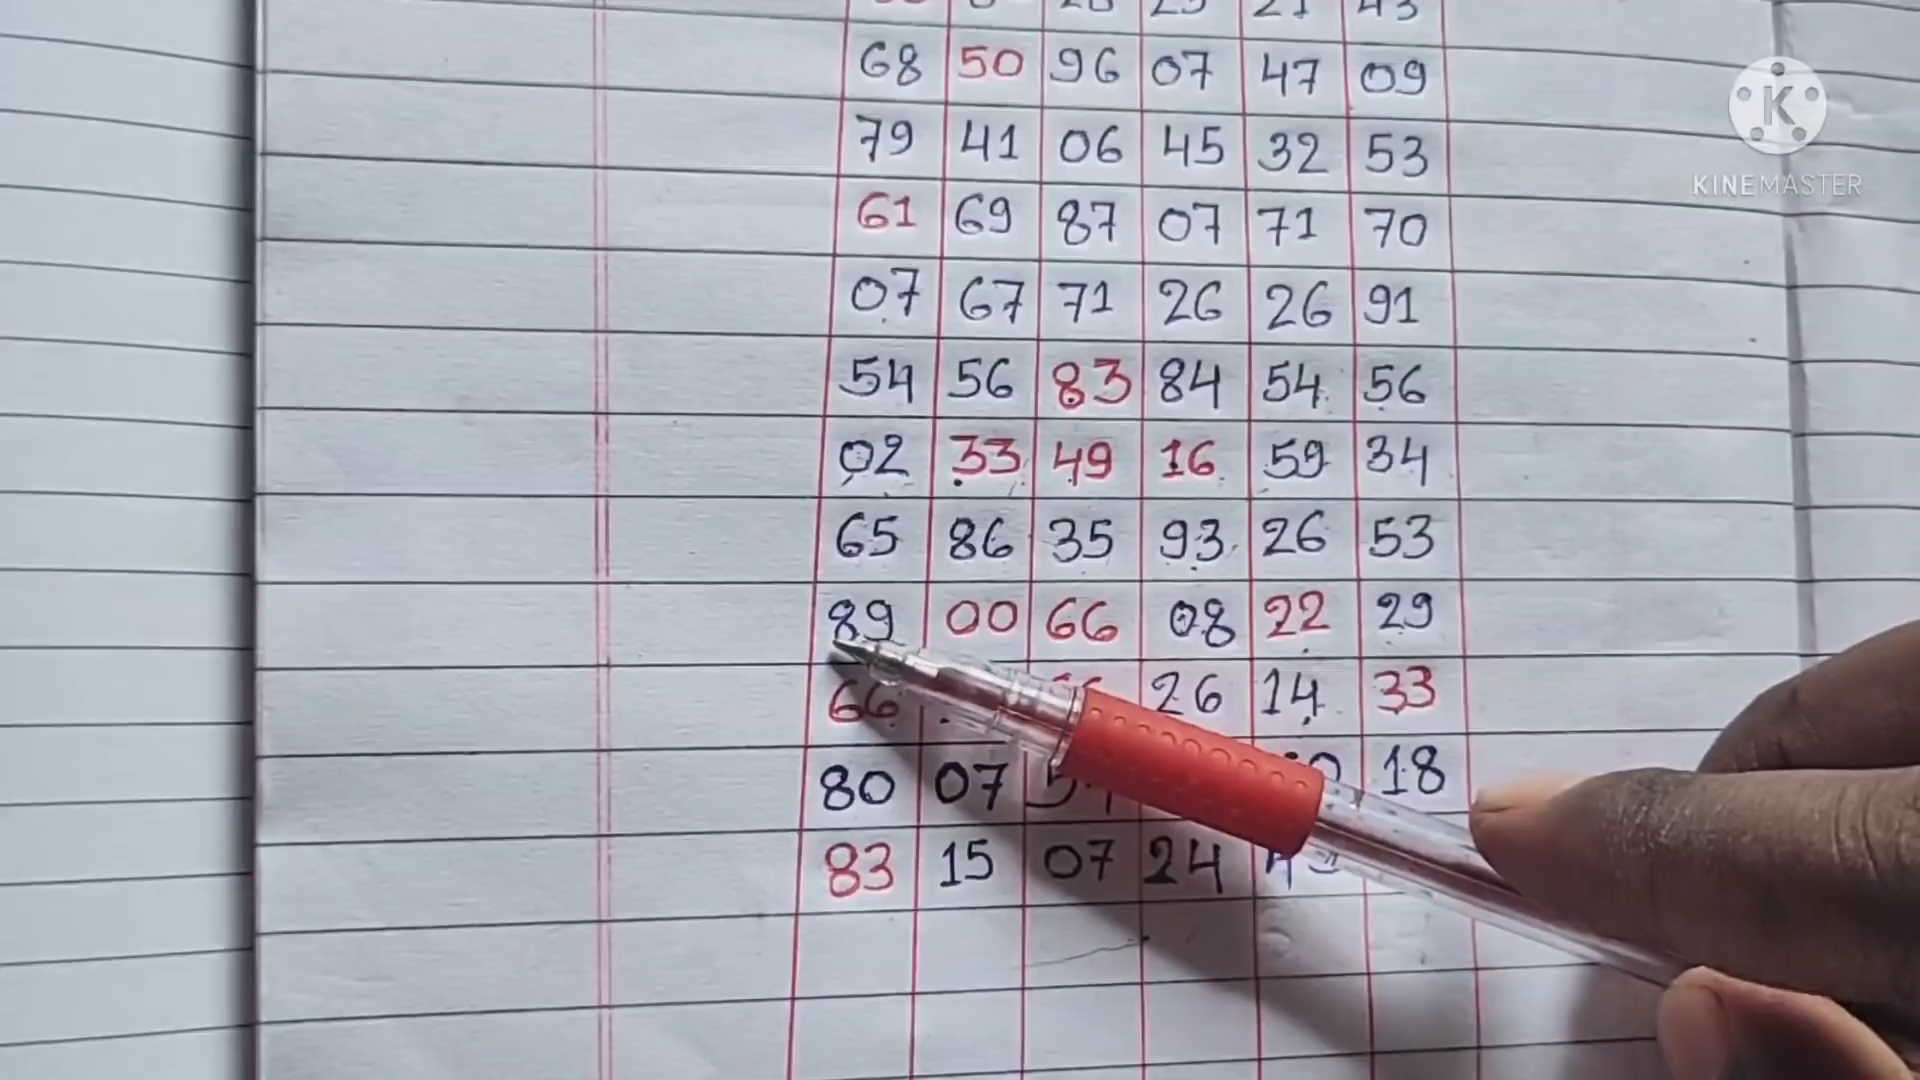 68 50 96 07 47 09
79 41 06 45 32 53
61 69 87 07 71 70
07 67 71 26 26 91
54 56 83 84 54 56
02 33 49 16 59 34
65 86 35 93 26 53
89 00 66 08 22 29
66 26 14 33
80 07 18
83 15 07 24
K
KINEMASTER